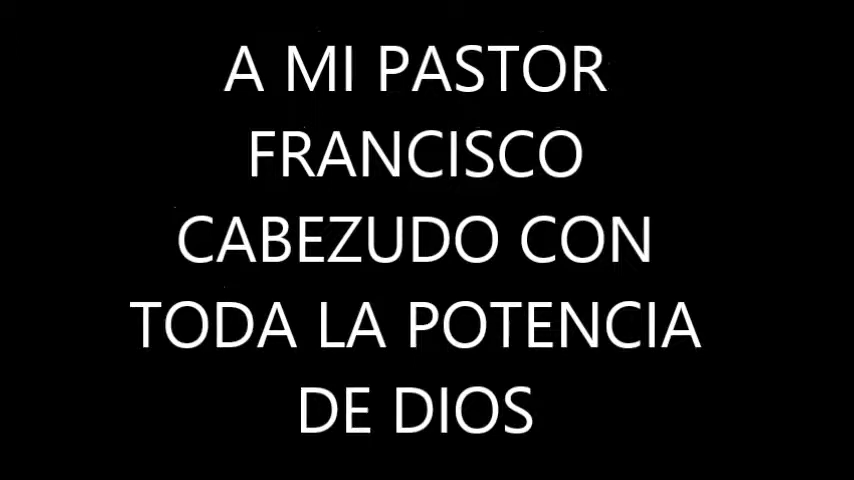 A MI PASTOR
FRANCISCO
CABEZUDO CON
TODA LA POTENCIA
DE DIOS